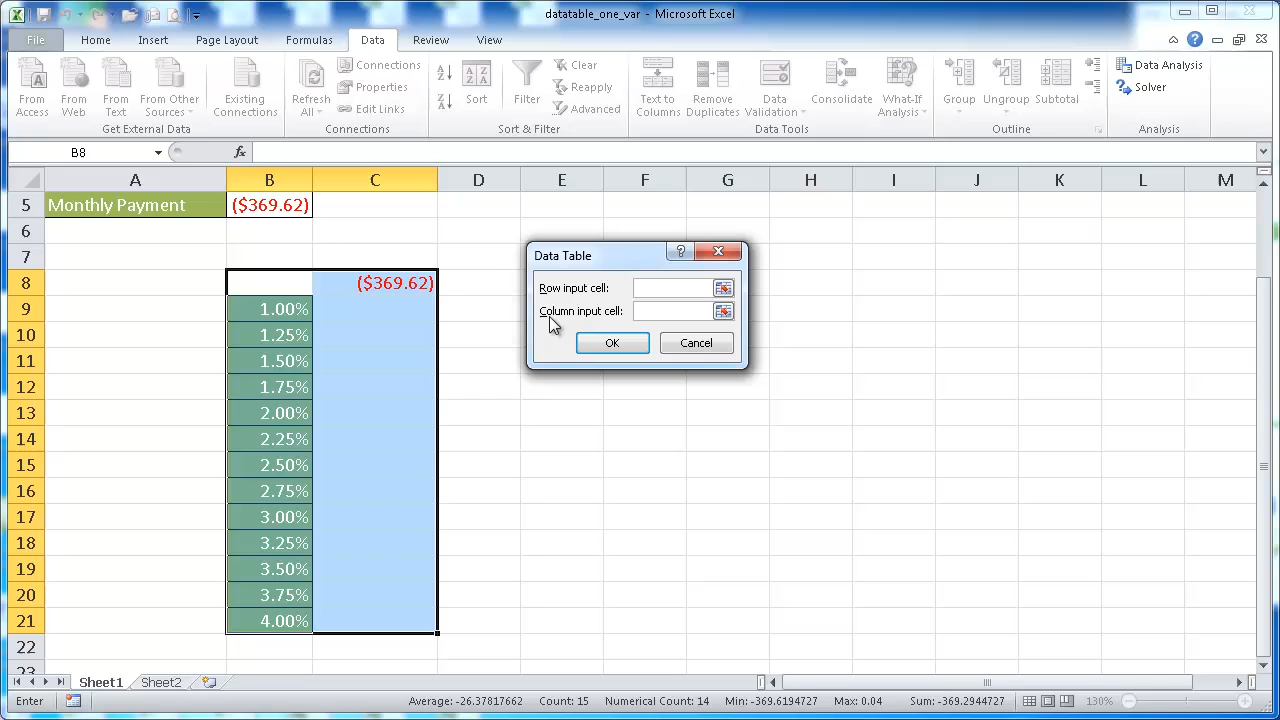 datatable_one_var - Microsoft Excel
File Home Insert Page Layout Formulas Data Review View
From Access
From Web
From Text
From Other Sources
Existing Connections
Get External Data
Refresh All
Connections
Properties
Edit Links
Connections
Sort
Filter
Clear
Reapply
Advanced
Sort & Filter
Text to Columns
Remove Duplicates
Data Validation
Consolidate
What-If Analysis
Data Tools
Group
Ungroup
Subtotal
Outline
Data Analysis
Solver
Analysis
B8 fx
A B C D E F G H I J K L M
5 Monthly Payment ($369.62)
6
7
8 ($369.62)
9 1.00%
10 1.25%
11 1.50%
12 1.75%
13 2.00%
14 2.25%
15 2.50%
16 2.75%
17 3.00%
18 3.25%
19 3.50%
20 3.75%
21 4.00%
22
23
Data Table
Row input cell:
Column input cell:
OK Cancel
Sheet1 Sheet2
Enter Average: -26.37817662 Count: 15 Numerical Count: 14 Min: -369.6194727 Max: 0.04 Sum: -369.2944727 130%